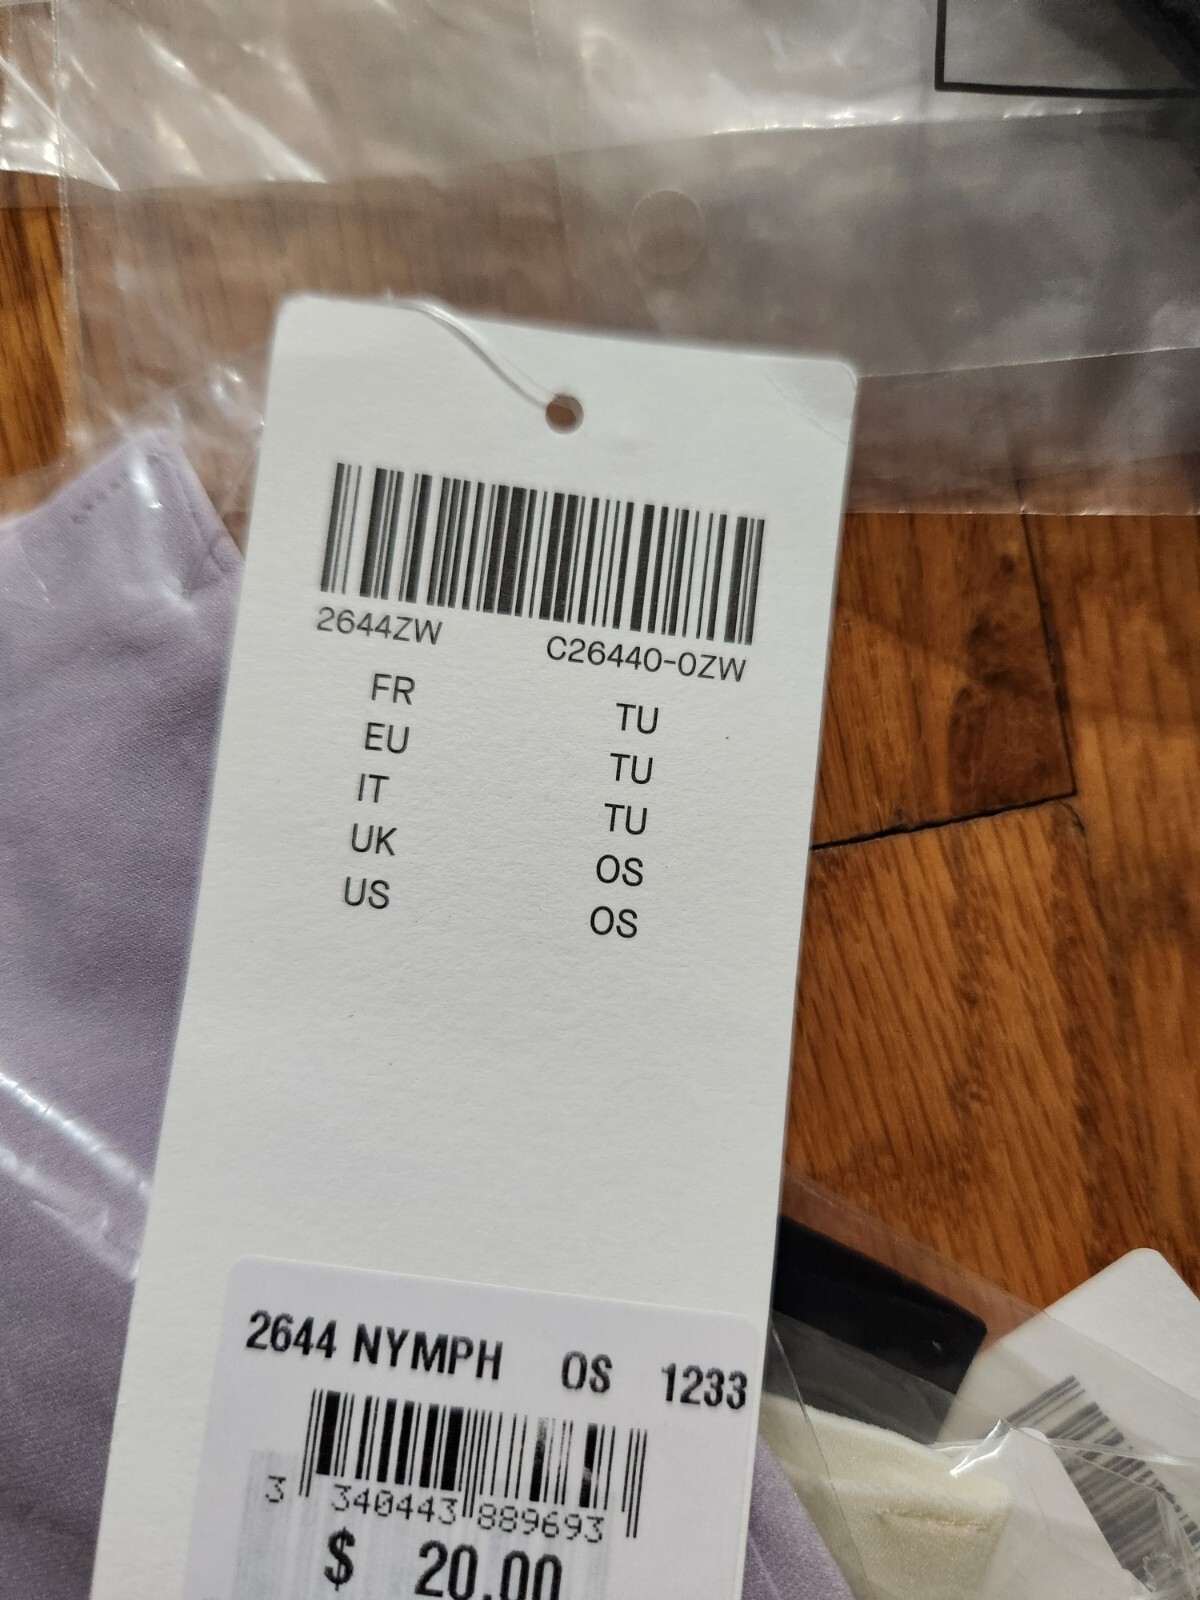 2644ZW C26440-0ZW
FR TU
EU TU
IT TU
UK OS
US OS
2644 NYMPH OS 1233
3 340443 889693
$ 20.00